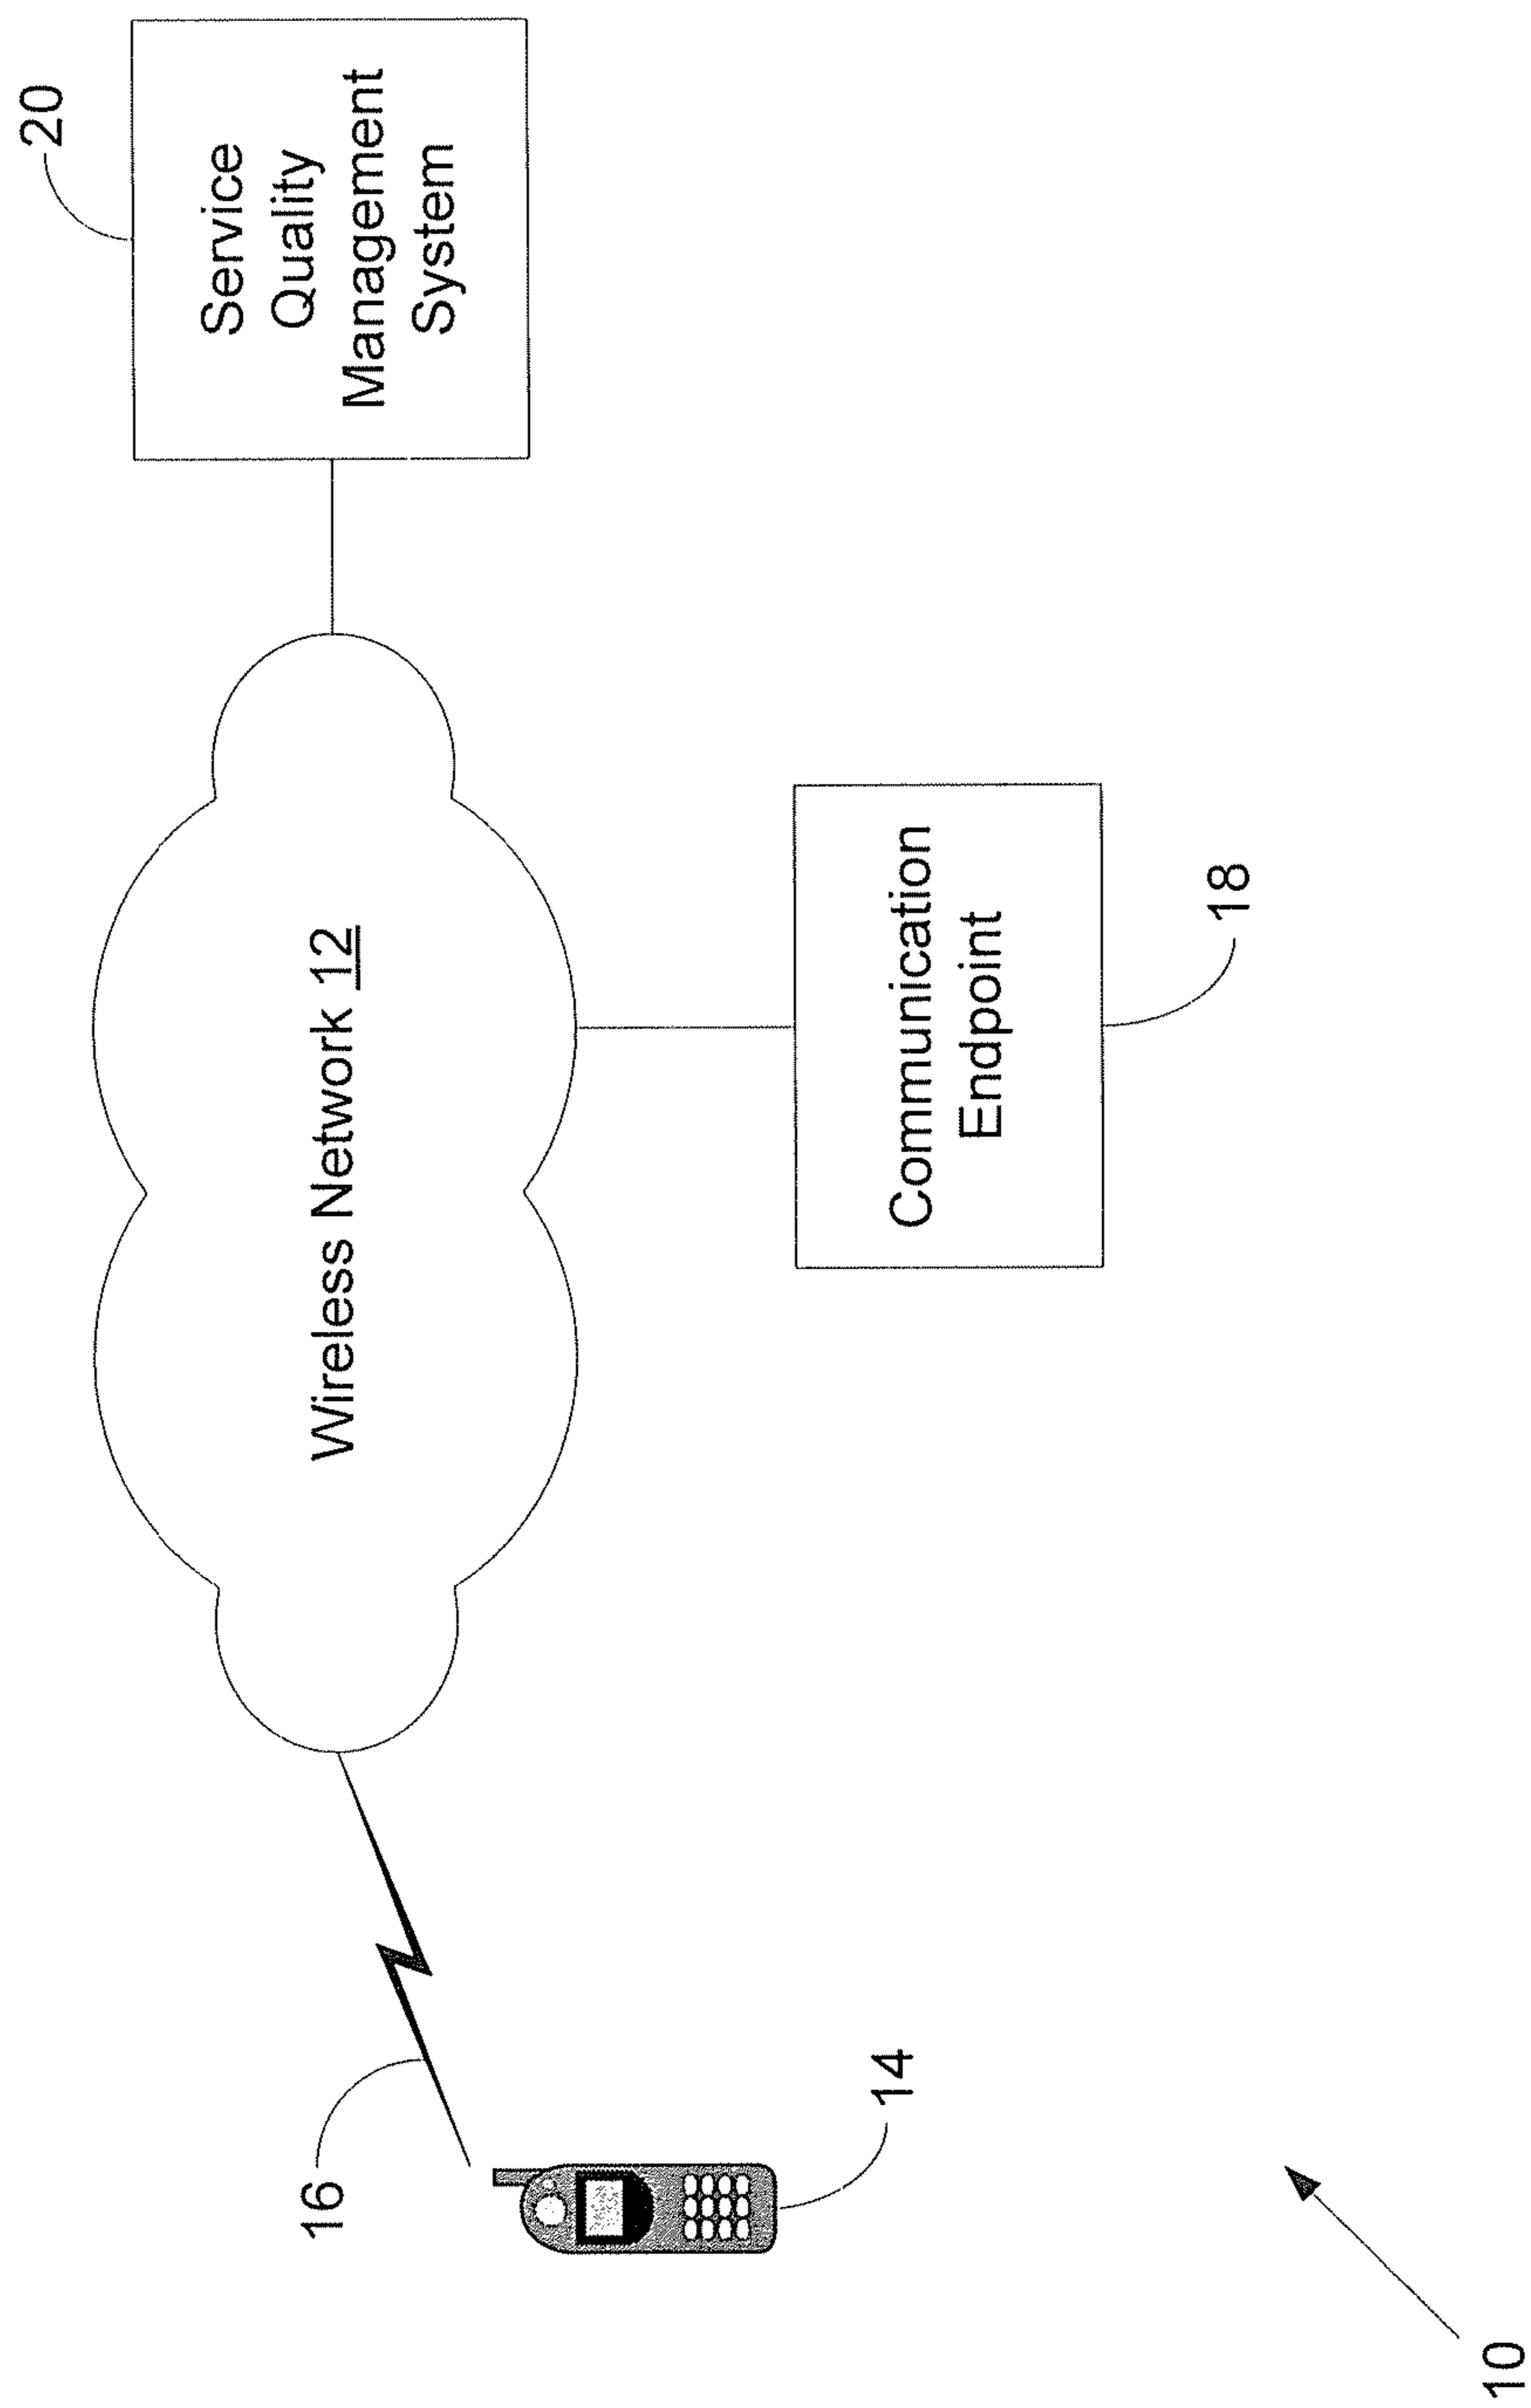 20
Service
Quality
Management
System
Wireless Network 12
Communication
Endpoint
18
16
14
10